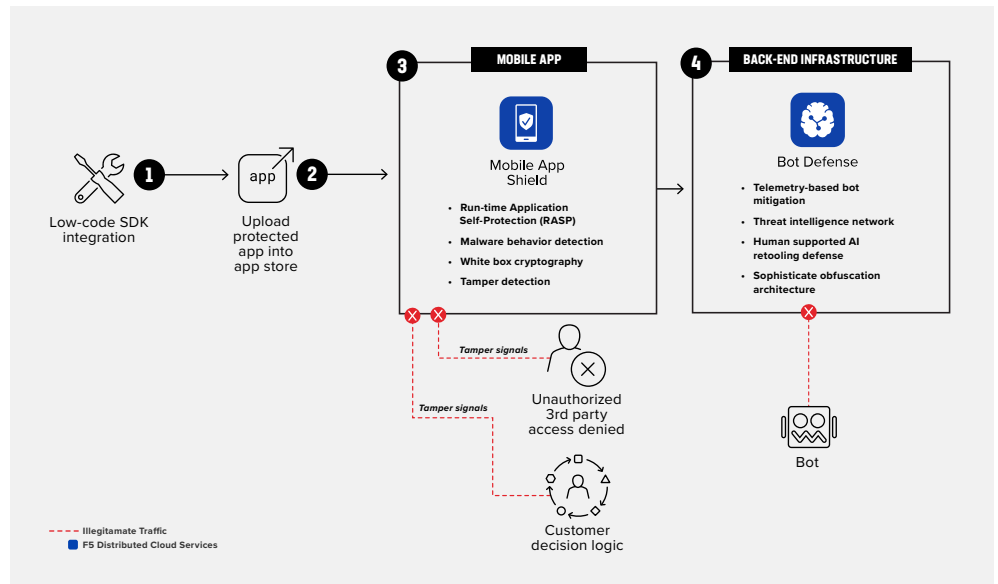 1
Low-code SDK
integration
app
2
Upload
protected
app into
app store
3
MOBILE APP
Mobile App
Shield
• Run-time Application
Self-Protection (RASP)
• Malware behavior detection
• White box cryptography
• Tamper detection
4
BACK-END INFRASTRUCTURE
Bot Defense
• Telemetry-based bot
mitigation
• Threat intelligence network
• Human supported AI
retooling defense
• Sophisticate obfuscation
architecture
Tamper signals
Unauthorized
3rd party
access denied
Tamper signals
Customer
decision logic
Bot
Illegitamate Traffic
F5 Distributed Cloud Services